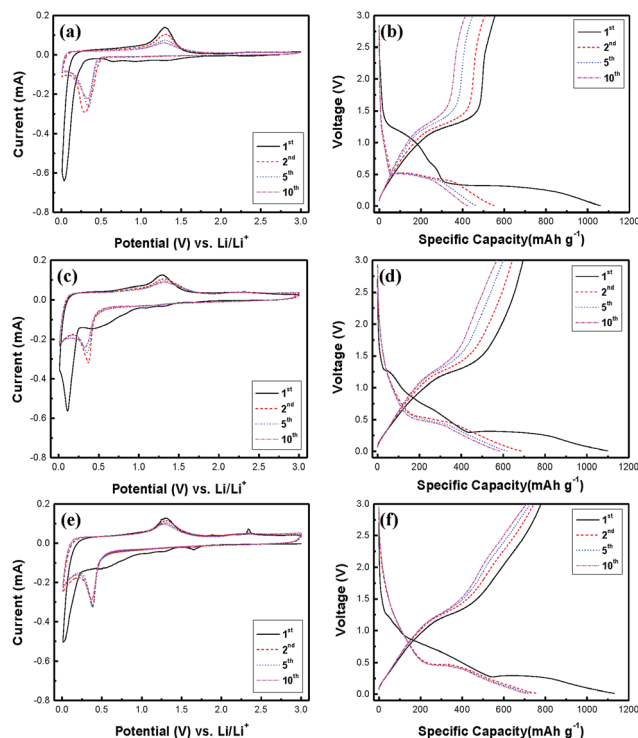 (a)
0.2
0.0
-0.2
-0.4
-0.6
-0.8
Current (mA)
0.0 0.5 1.0 1.5 2.0 2.5 3.0
Potential (V) vs. Li/Li⁺
1st
2nd
5th
10th
(b)
3.0
2.5
2.0
1.5
1.0
0.5
0.0
Voltage (V)
0 200 400 600 800 1000 1200
Specific Capacity(mAh g⁻¹)
1st
2nd
5th
10th
(c)
0.2
0.0
-0.2
-0.4
-0.6
-0.8
Current (mA)
0.0 0.5 1.0 1.5 2.0 2.5 3.0
Potential (V) vs. Li/Li⁺
1st
2nd
5th
10th
(d)
3.0
2.5
2.0
1.5
1.0
0.5
0.0
Voltage (V)
0 200 400 600 800 1000 1200
Specific Capacity(mAh g⁻¹)
1st
2nd
5th
10th
(e)
0.2
0.0
-0.2
-0.4
-0.6
-0.8
Current (mA)
0.0 0.5 1.0 1.5 2.0 2.5 3.0
Potential (V) vs. Li/Li⁺
1st
2nd
5th
10th
(f)
3.0
2.5
2.0
1.5
1.0
0.5
0.0
Voltage (V)
0 200 400 600 800 1000 1200
Specific Capacity (mAh g⁻¹)
1st
2nd
5th
10th